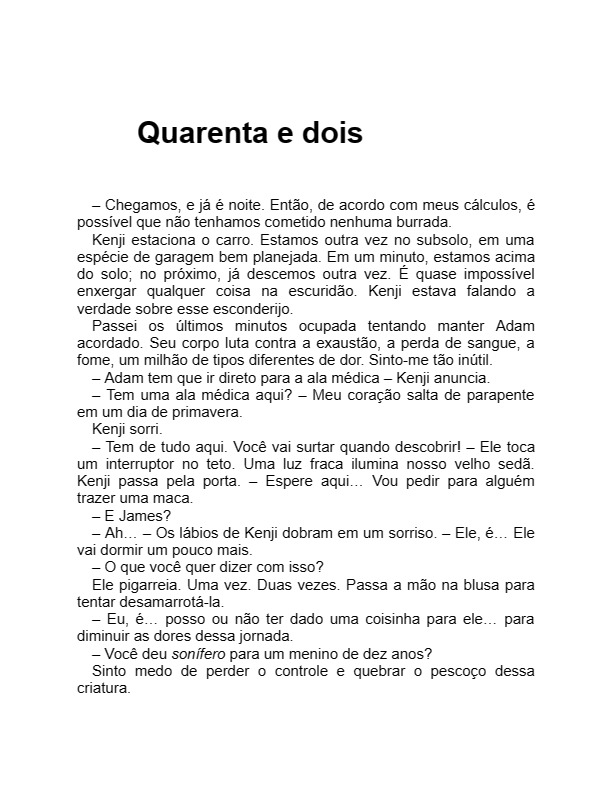 Quarenta e dois
– Chegamos, e já é noite. Então, de acordo com meus cálculos, é
possível que não tenhamos cometido nenhuma burrada.
Kenji estaciona o carro. Estamos outra vez no subsolo, em uma
espécie de garagem bem planejada. Em um minuto, estamos acima
do solo; no próximo, já descemos outra vez. É quase impossível
enxergar qualquer coisa na escuridão. Kenji estava falando a
verdade sobre esse esconderijo.
Passei os últimos minutos ocupada tentando manter Adam
acordado. Seu corpo luta contra a exaustão, a perda de sangue, a
fome, um milhão de tipos diferentes de dor. Sinto-me tão inútil.
– Adam tem que ir direto para a ala médica – Kenji anuncia.
– Tem uma ala médica aqui? – Meu coração salta de parapente
em um dia de primavera.
Kenji sorri.
– Tem de tudo aqui. Você vai surtar quando descobrir! – Ele toca
um interruptor no teto. Uma luz fraca ilumina nosso velho sedã.
Kenji passa pela porta. – Espere aqui… Vou pedir para alguém
trazer uma maca.
– E James?
– Ah… – Os lábios de Kenji dobram em um sorriso. – Ele, é… Ele
vai dormir um pouco mais.
– O que você quer dizer com isso?
Ele pigarreia. Uma vez. Duas vezes. Passa a mão na blusa para
tentar desamarrotá-la.
– Eu, é… posso ou não ter dado uma coisinha para ele… para
diminuir as dores dessa jornada.
– Você deu sonífero para um menino de dez anos?
Sinto medo de perder o controle e quebrar o pescoço dessa
criatura.